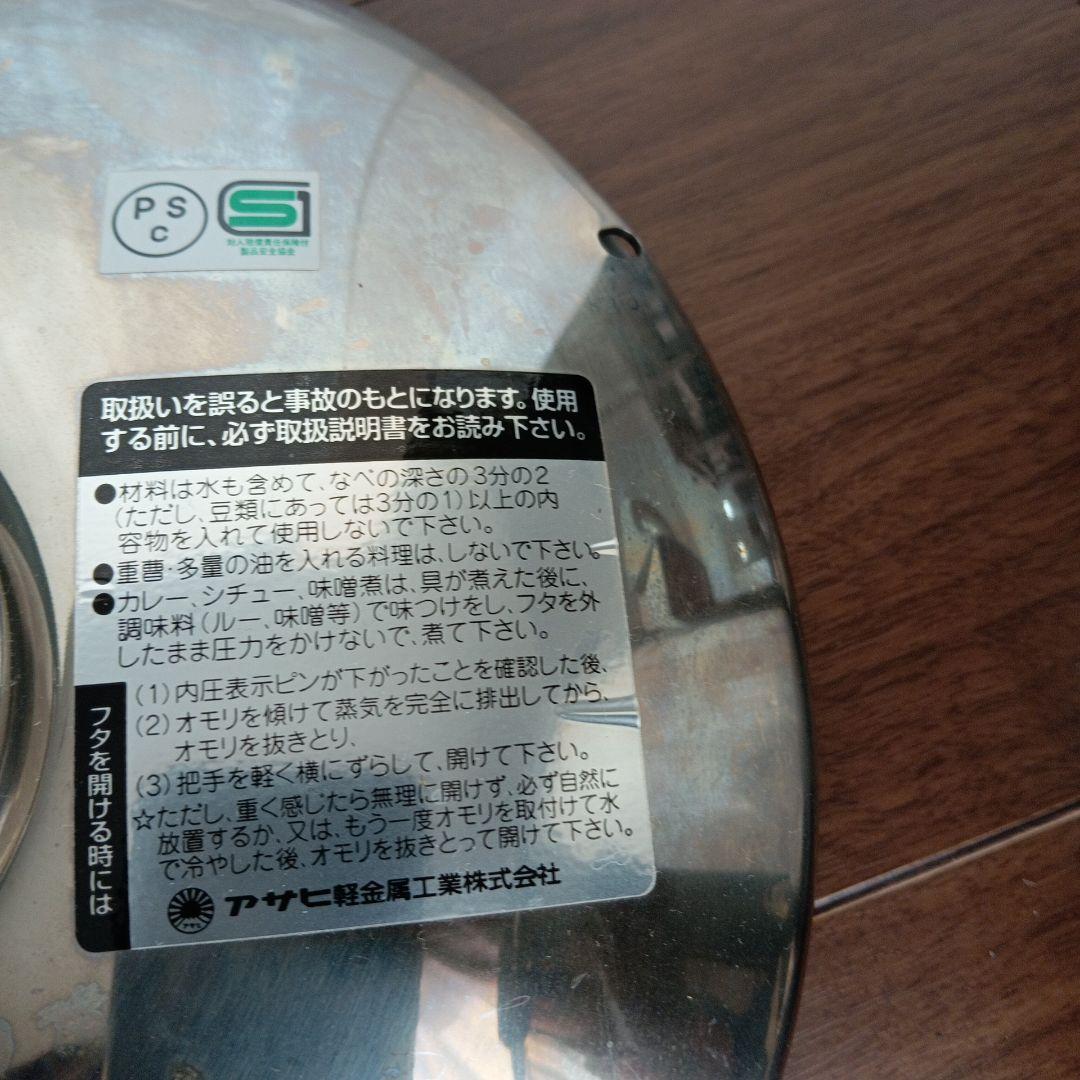 PSC
SG
対人賠償責任保険付
製品安全協会
取扱いを誤ると事故のもとになります。使用
する前に、必ず取扱説明書をお読み下さい。
●材料は水も含めて、なべの深さの3分の2
(ただし、豆類にあっては3分の1)以上の内
容物を入れて使用しないで下さい。
●重曹・多量の油を入れる料理は、しないで下さい。
●カレー、シチュー、味噌煮は、具が煮えた後に、
調味料(ルー、味噌等)で味つけをし、フタを外
したまま圧力をかけないで、煮て下さい。
フタを開ける時には
(1)内圧表示ピンが下がったことを確認した後、
(2)オモリを傾けて蒸気を完全に排出してから、
オモリを抜きとり、
(3)把手を軽く横にずらして、開けて下さい。
☆ただし、重く感じたら無理に開けず、必ず自然に
放置するか、又は、もう一度オモリを取付けて水
で冷やした後、オモリを抜きとって開けて下さい。
アサヒ
アサヒ軽金属工業株式会社